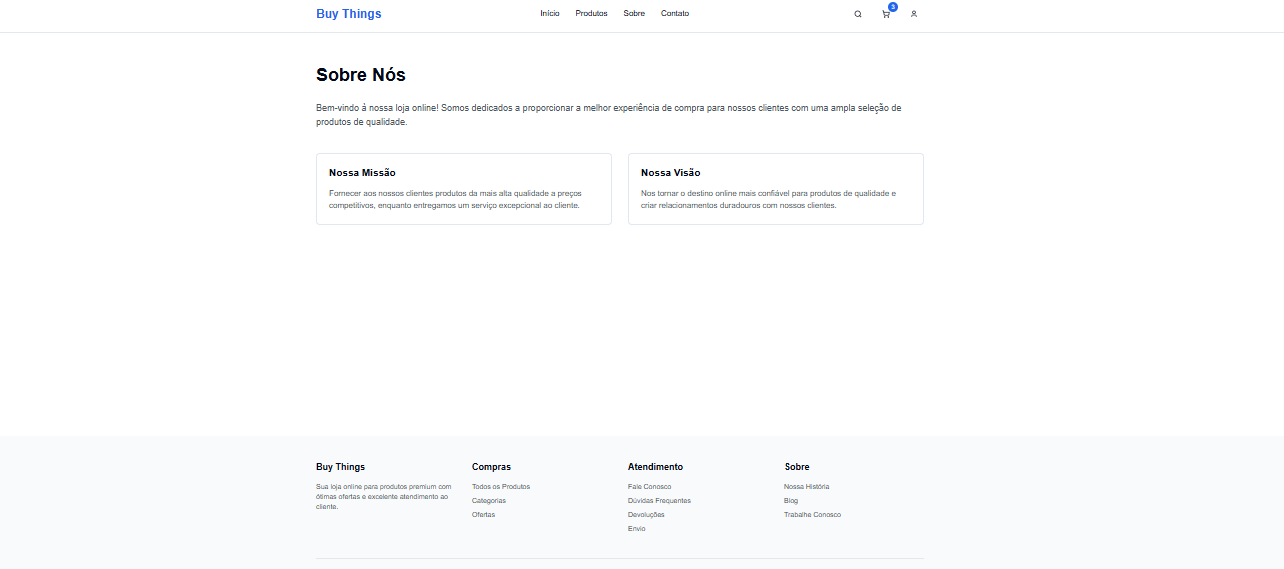 Buy Things
Início
Produtos
Sobre
Contato
3
Sobre Nós
Bem-vindo á nossa loja online! Somos dedicados a proporcionar a melhor experiência de compra para nossos clientes com uma ampla seleção de
produtos de qualidade.
Nossa Missão
Fornecer aos nossos clientes produtos da mais alta qualidade a preços
competitivos, enquanto entregamos um serviço excepcional ao cliente.
Nossa Visão
Nos tornar o destino online mais confiável para produtos de qualidade e
criar relacionamentos duradouros com nossos clientes.
Buy Things
Sua loja online para produtos premium com
ótimas ofertas e excelente atendimento ao
cliente.
Compras
Todos os Produtos
Categorias
Ofertas
Atendimento
Fale Conosco
Dúvidas Frequentes
Devoluções
Envio
Sobre
Nossa História
Blog
Trabalhe Conosco